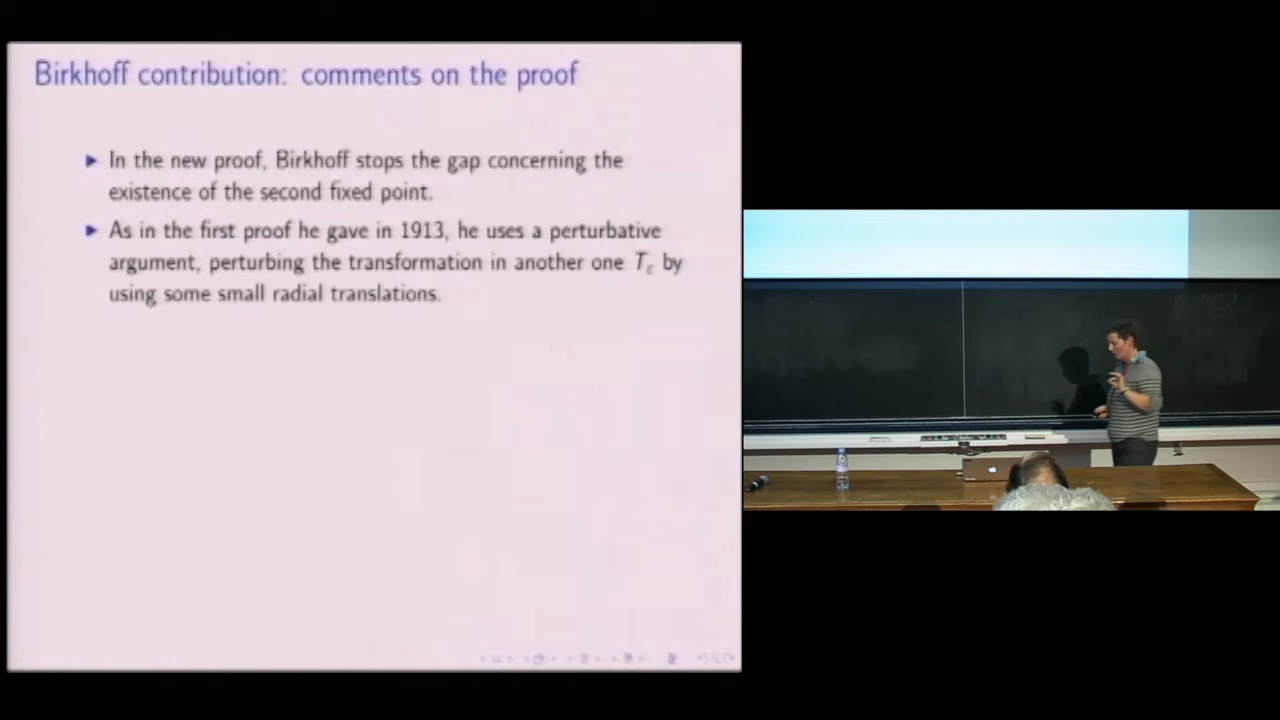 Birkhoff contribution: comments on the proof
In the new proof, Birkhoff stops the gap concerning the
existence of the second fixed point.
As in the first proof he gave in 1913, he uses a perturbative
argument, perturbing the transformation in another one Tε by
using some small radial translations.